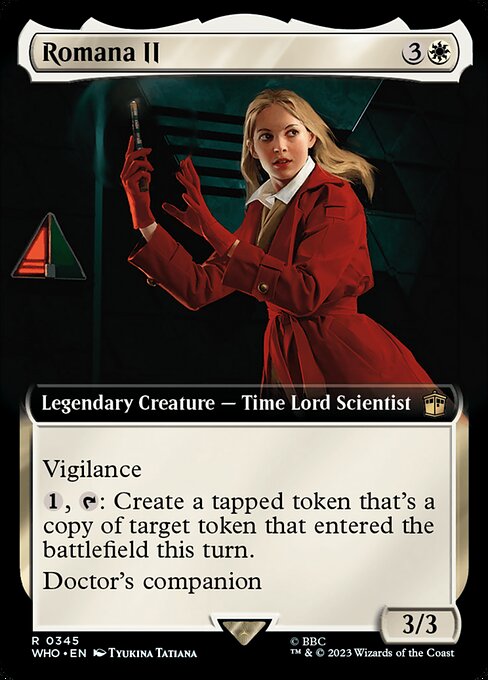 Romana II 3
Legendary Creature — Time Lord Scientist
Vigilance
1, : Create a tapped token that's a
copy of target token that entered the
battlefield this turn.
Doctor's companion
3/3
R 0345
WHO • EN Tyukina Tatiana
© BBC
™ & © 2023 Wizards of the Coast